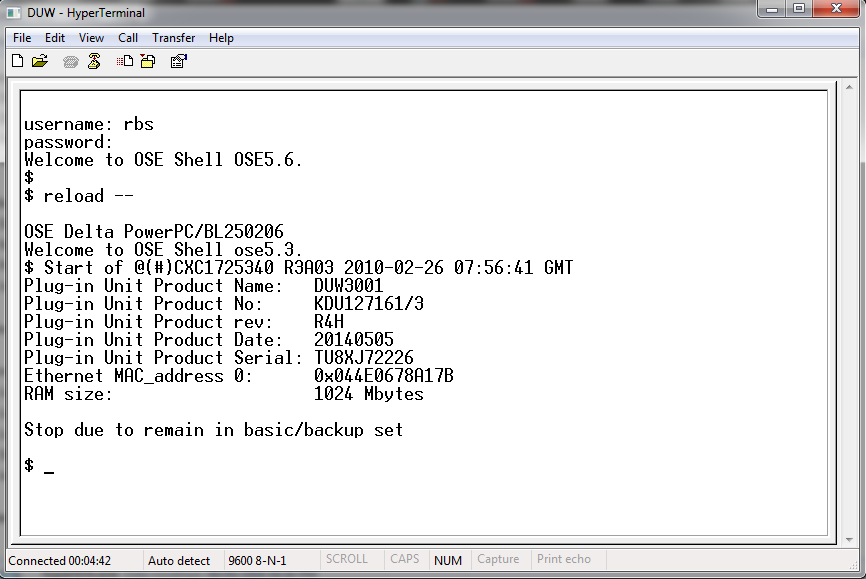 DUW - HyperTerminal
File Edit View Call Transfer Help
username: rbs
password:
Welcome to OSE Shell OSE5.6.
$
$ reload --
OSE Delta PowerPC/BL250206
Welcome to OSE Shell ose5.3.
$ Start of @(#)CXC1725340 R3A03 2010-02-26 07:56:41 GMT
Plug-in Unit Product Name: DUW3001
Plug-in Unit Product No: KDU127161/3
Plug-in Unit Product rev: R4H
Plug-in Unit Product Date: 20140505
Plug-in Unit Product Serial: TU8XJ72226
Ethernet MAC_address 0: 0x044E0678A17B
RAM size: 1024 Mbytes
Stop due to remain in basic/backup set
$ _
Connected 00:04:42 Auto detect 9600 8-N-1 SCROLL CAPS NUM Capture Print echo